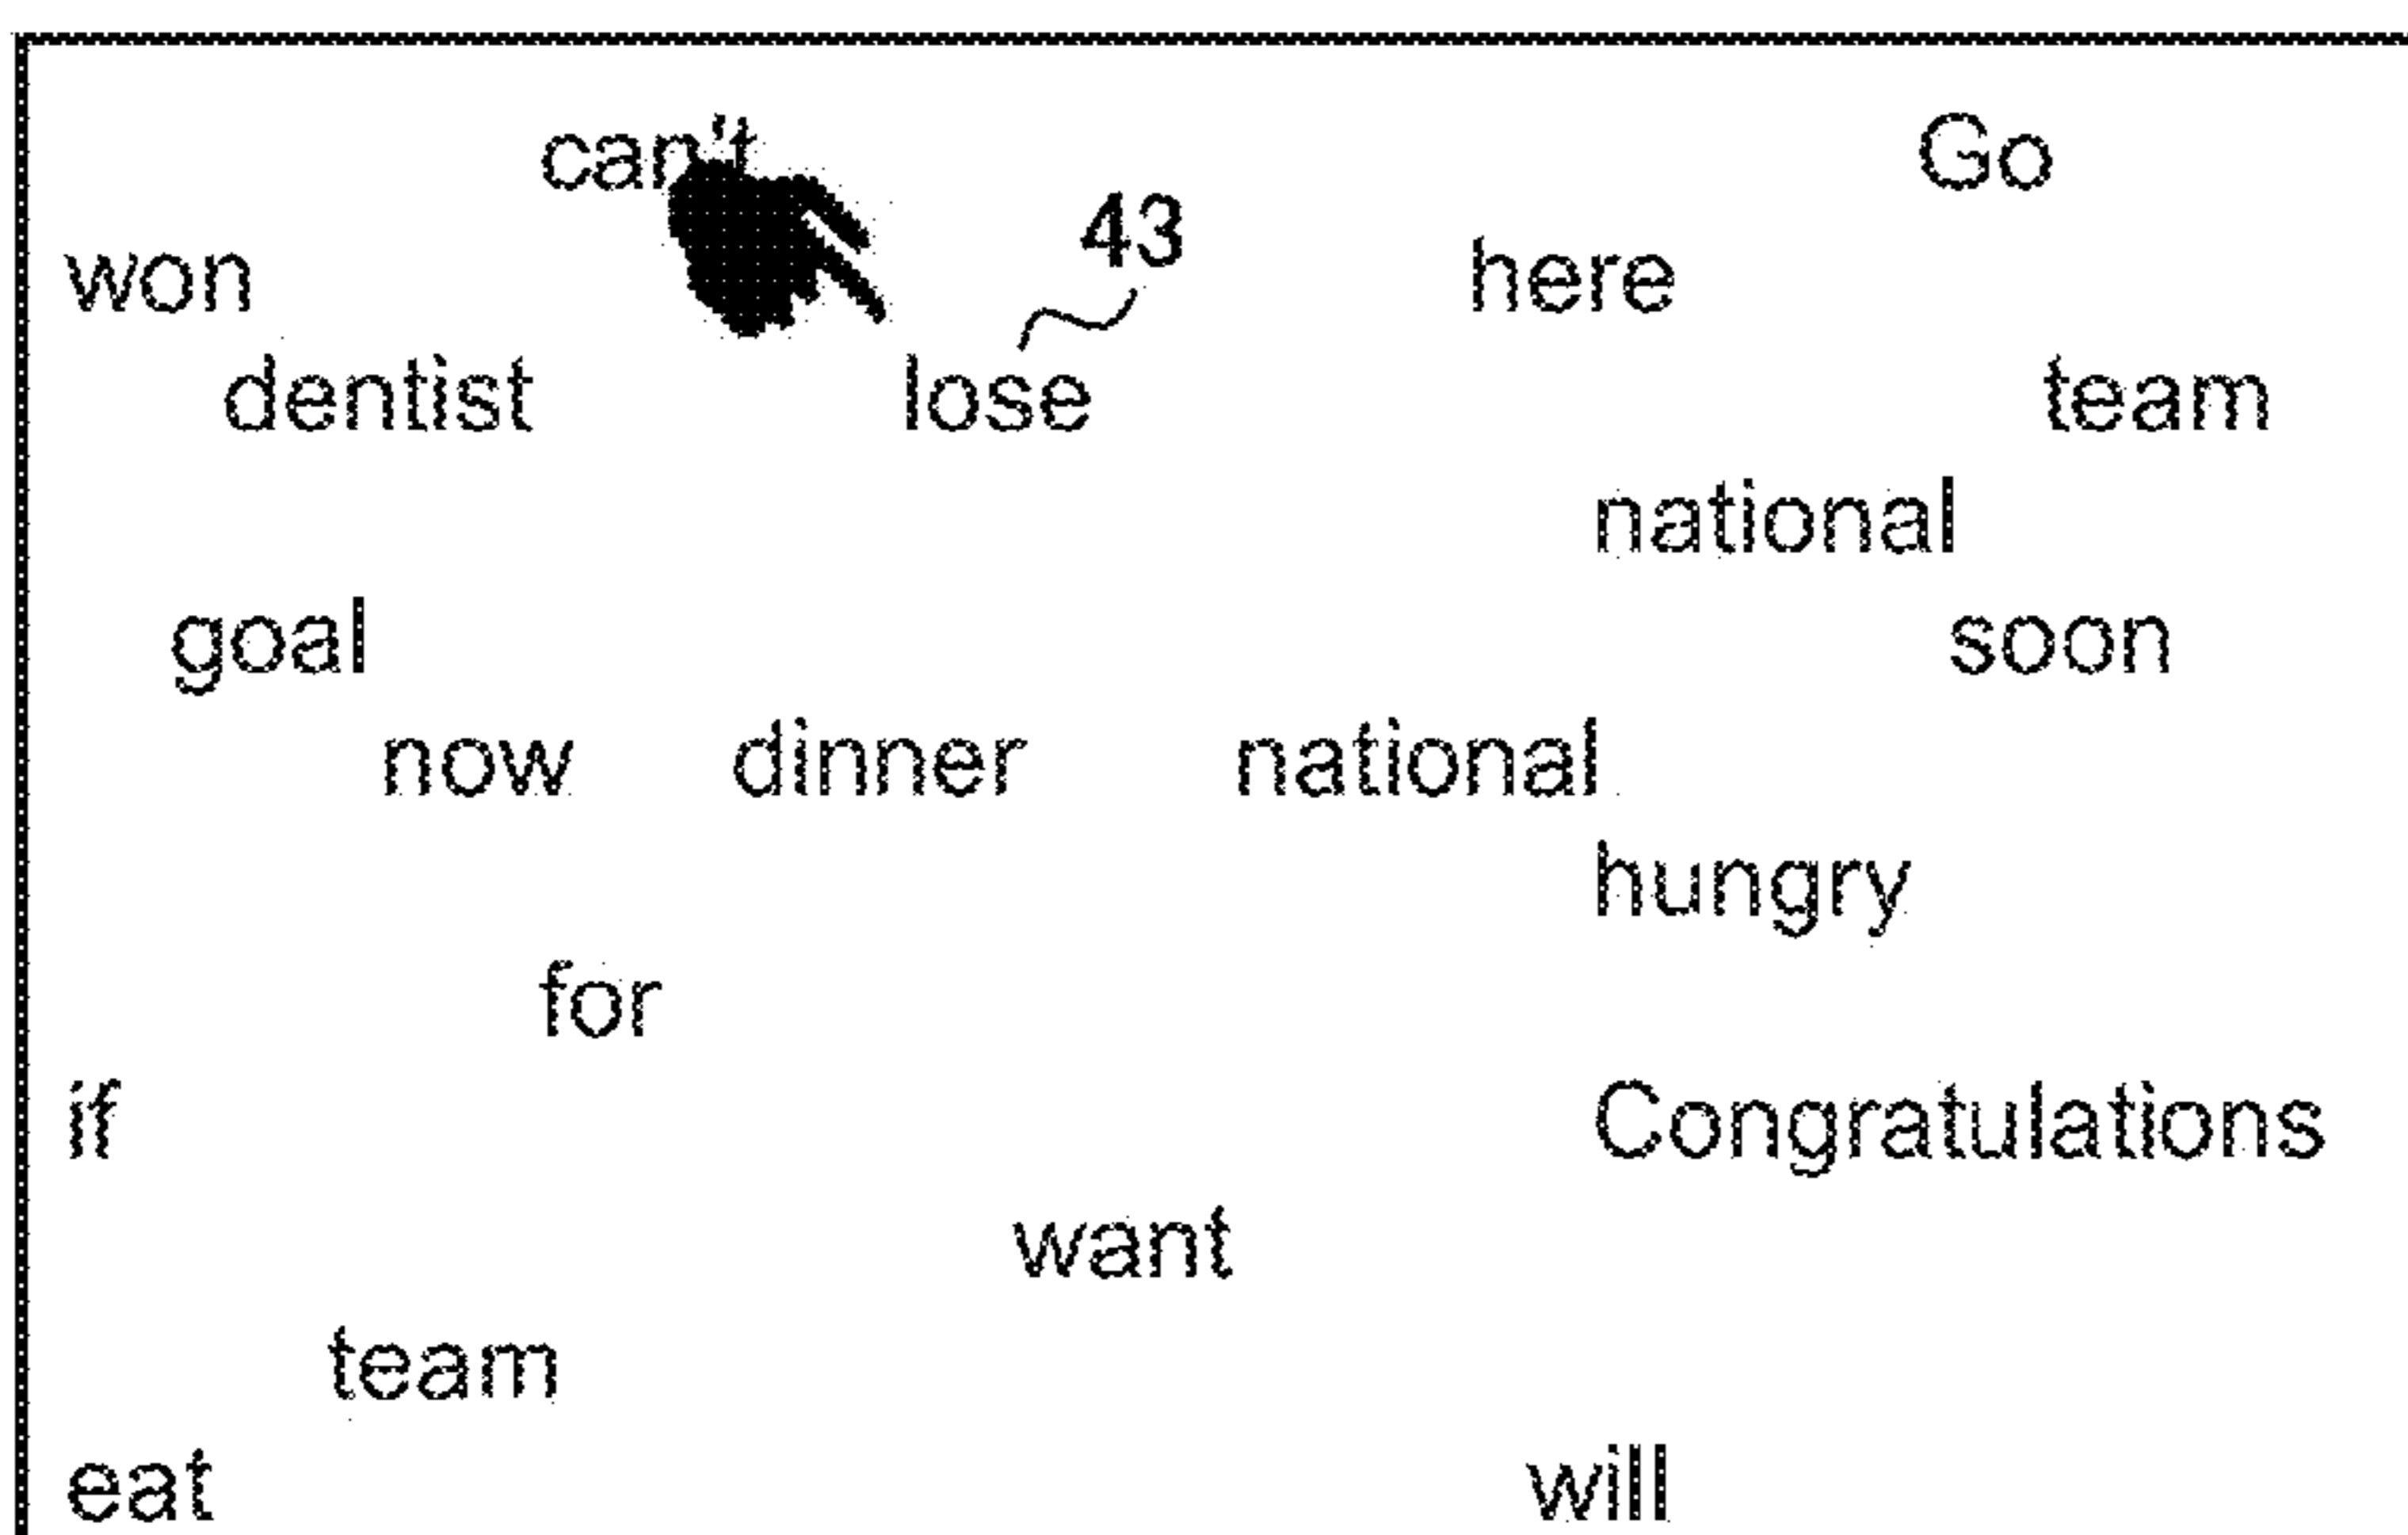 can't Go
43
won here
dentist lose team
national
goal soon
now dinner national
hungry
for
if Congratulations
want
team
eat will